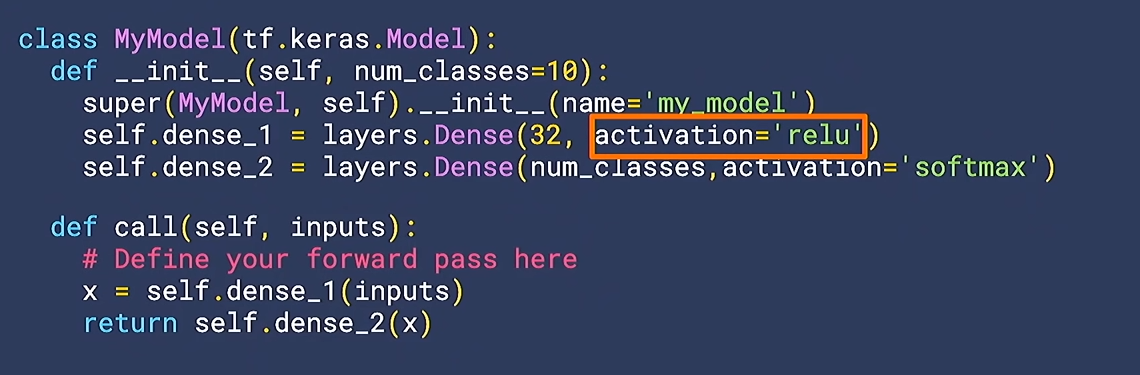 class MyModel(tf.keras.Model):
  def __init__(self, num_classes=10):
    super(MyModel, self).__init__(name='my_model')
    self.dense_1 = layers.Dense(32, activation='relu')
    self.dense_2 = layers.Dense(num_classes,activation='softmax')

  def call(self, inputs):
    # Define your forward pass here
    x = self.dense_1(inputs)
    return self.dense_2(x)